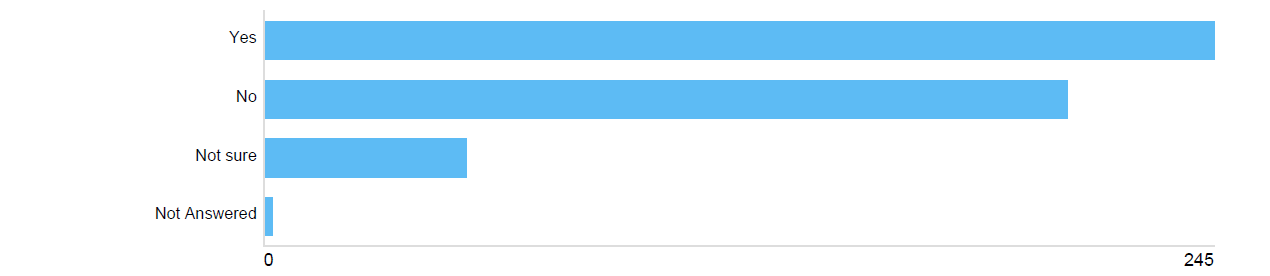 Yes
No
Not sure
Not Answered
0 245